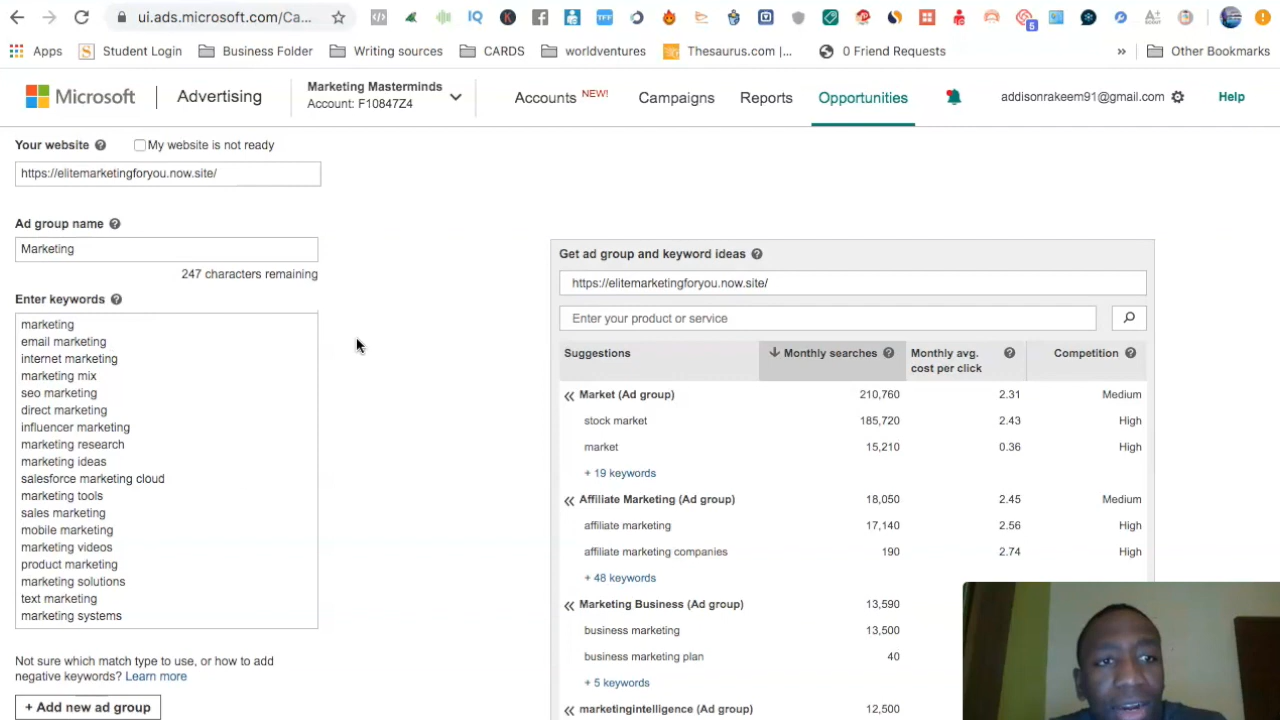 ui.ads.microsoft.com/Ca...
IQ
K
TFF
5
A
Apps
Student Login
Business Folder
Writing sources
CARDS
worldventures
Thesaurus.com |...
0 Friend Requests
»
Other Bookmarks
Microsoft
Advertising
Marketing Masterminds
Account: F10847Z4
Accounts NEW!
Campaigns
Reports
Opportunities
addisonrakeem91@gmail.com
Help
Your website
My website is not ready
https://elitemarketingforyou.now.site/
Ad group name
Marketing
247 characters remaining
Enter keywords
marketing
email marketing
internet marketing
marketing mix
seo marketing
direct marketing
influencer marketing
marketing research
marketing ideas
salesforce marketing cloud
marketing tools
sales marketing
mobile marketing
marketing videos
product marketing
marketing solutions
text marketing
marketing systems
Not sure which match type to use, or how to add
negative keywords? Learn more
+ Add new ad group
Get ad group and keyword ideas
https://elitemarketingforyou.now.site/
Enter your product or service
Suggestions
Monthly searches
Monthly avg.
cost per click
Competition
Market (Ad group) 210,760 2.31 Medium
stock market 185,720 2.43 High
market 15,210 0.36 High
+ 19 keywords
Affiliate Marketing (Ad group) 18,050 2.45 Medium
affiliate marketing 17,140 2.56 High
affiliate marketing companies 190 2.74 High
+ 48 keywords
Marketing Business (Ad group) 13,590
business marketing 13,500
business marketing plan 40
+ 5 keywords
marketingintelligence (Ad group) 12,500